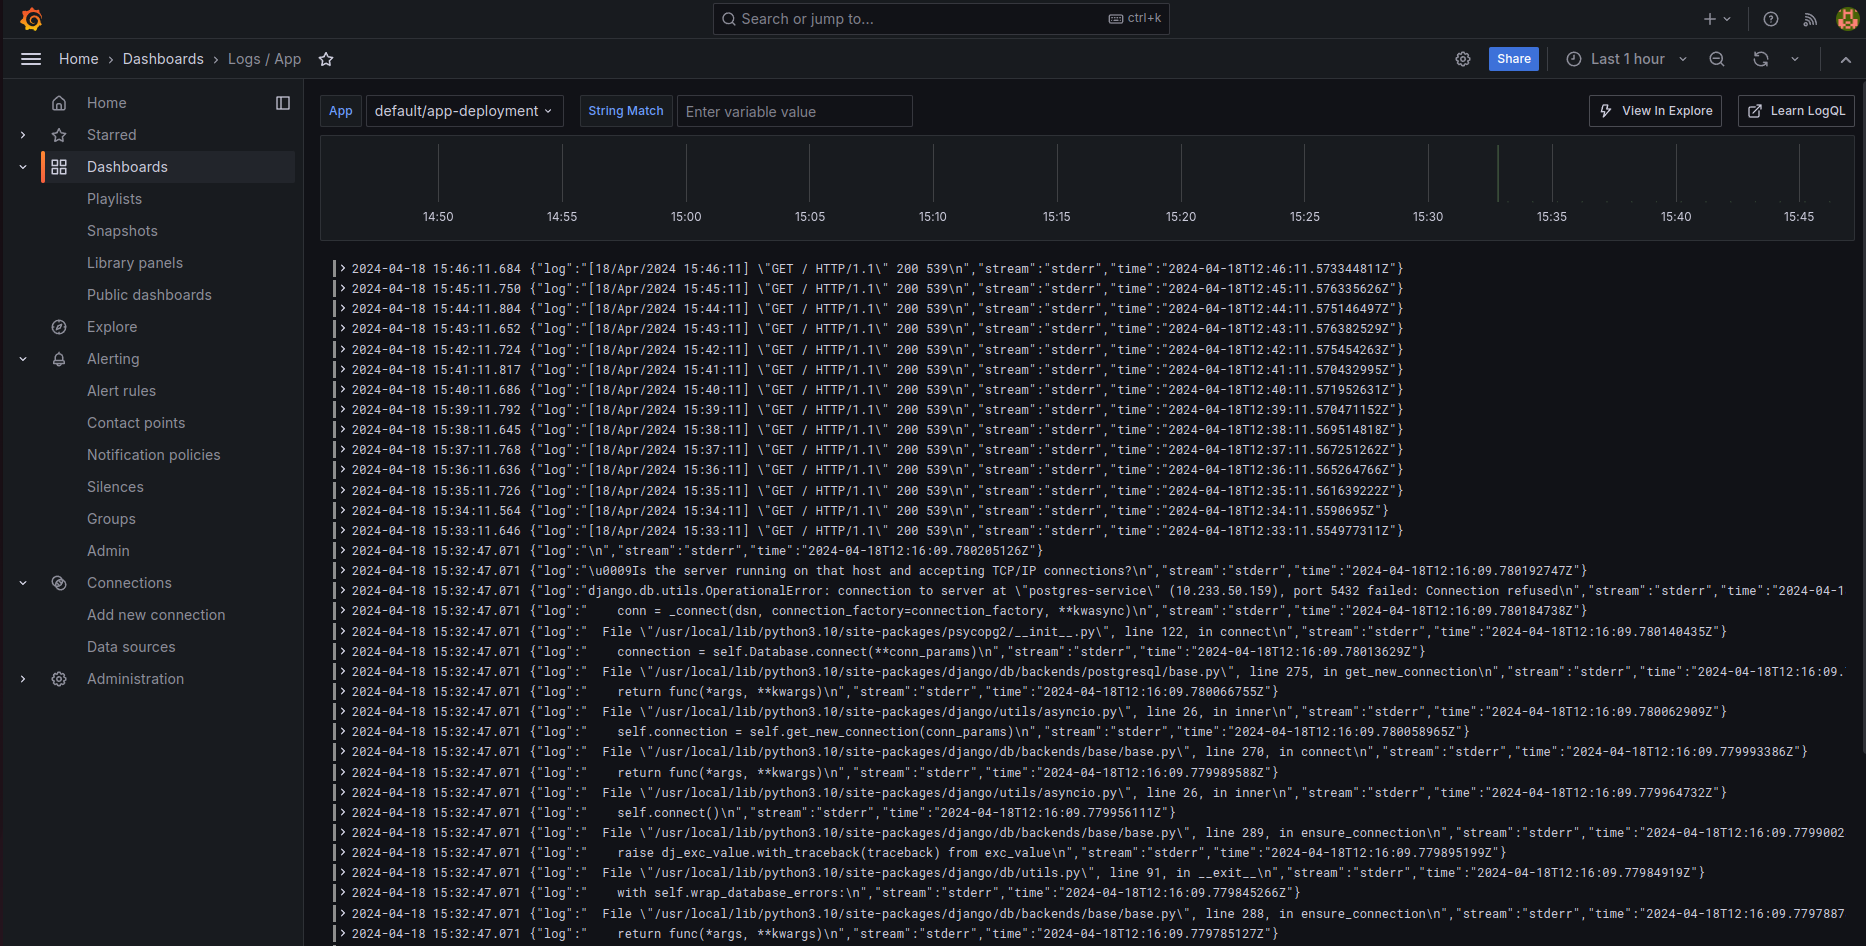 Search or jump to...
ctrl+k
Home › Dashboards › Logs / App
Share
Last 1 hour
Home
Starred
Dashboards
Playlists
Snapshots
Library panels
Public dashboards
Explore
Alerting
Alert rules
Contact points
Notification policies
Silences
Groups
Admin
Connections
Add new connection
Data sources
Administration
App default/app-deployment
String Match Enter variable value
View In Explore
Learn LogQL
14:50 14:55 15:00 15:05 15:10 15:15 15:20 15:25 15:30 15:35 15:40 15:45
2024-04-18 15:46:11.684 {"log":"[18/Apr/2024 15:46:11] \"GET / HTTP/1.1\" 200 539\n","stream":"stderr","time":"2024-04-18T12:46:11.573344811Z"}
2024-04-18 15:45:11.750 {"log":"[18/Apr/2024 15:45:11] \"GET / HTTP/1.1\" 200 539\n","stream":"stderr","time":"2024-04-18T12:45:11.576335626Z"}
2024-04-18 15:44:11.804 {"log":"[18/Apr/2024 15:44:11] \"GET / HTTP/1.1\" 200 539\n","stream":"stderr","time":"2024-04-18T12:44:11.575146497Z"}
2024-04-18 15:43:11.652 {"log":"[18/Apr/2024 15:43:11] \"GET / HTTP/1.1\" 200 539\n","stream":"stderr","time":"2024-04-18T12:43:11.576382529Z"}
2024-04-18 15:42:11.724 {"log":"[18/Apr/2024 15:42:11] \"GET / HTTP/1.1\" 200 539\n","stream":"stderr","time":"2024-04-18T12:42:11.575454263Z"}
2024-04-18 15:41:11.817 {"log":"[18/Apr/2024 15:41:11] \"GET / HTTP/1.1\" 200 539\n","stream":"stderr","time":"2024-04-18T12:41:11.570432995Z"}
2024-04-18 15:40:11.686 {"log":"[18/Apr/2024 15:40:11] \"GET / HTTP/1.1\" 200 539\n","stream":"stderr","time":"2024-04-18T12:40:11.571952631Z"}
2024-04-18 15:39:11.792 {"log":"[18/Apr/2024 15:39:11] \"GET / HTTP/1.1\" 200 539\n","stream":"stderr","time":"2024-04-18T12:39:11.570471152Z"}
2024-04-18 15:38:11.645 {"log":"[18/Apr/2024 15:38:11] \"GET / HTTP/1.1\" 200 539\n","stream":"stderr","time":"2024-04-18T12:38:11.569514818Z"}
2024-04-18 15:37:11.768 {"log":"[18/Apr/2024 15:37:11] \"GET / HTTP/1.1\" 200 539\n","stream":"stderr","time":"2024-04-18T12:37:11.567251262Z"}
2024-04-18 15:36:11.636 {"log":"[18/Apr/2024 15:36:11] \"GET / HTTP/1.1\" 200 539\n","stream":"stderr","time":"2024-04-18T12:36:11.565264766Z"}
2024-04-18 15:35:11.726 {"log":"[18/Apr/2024 15:35:11] \"GET / HTTP/1.1\" 200 539\n","stream":"stderr","time":"2024-04-18T12:35:11.561639222Z"}
2024-04-18 15:34:11.564 {"log":"[18/Apr/2024 15:34:11] \"GET / HTTP/1.1\" 200 539\n","stream":"stderr","time":"2024-04-18T12:34:11.5590695Z"}
2024-04-18 15:33:11.646 {"log":"[18/Apr/2024 15:33:11] \"GET / HTTP/1.1\" 200 539\n","stream":"stderr","time":"2024-04-18T12:33:11.554977311Z"}
2024-04-18 15:32:47.071 {"log":"\n","stream":"stderr","time":"2024-04-18T12:16:09.780205126Z"}
2024-04-18 15:32:47.071 {"log":"\u0009Is the server running on that host and accepting TCP/IP connections?\n","stream":"stderr","time":"2024-04-18T12:16:09.780192747Z"}
2024-04-18 15:32:47.071 {"log":"django.db.utils.OperationalError: connection to server at \"postgres-service\" (10.233.50.159), port 5432 failed: Connection refused\n","stream":"stderr","time":"2024-04-1
2024-04-18 15:32:47.071 {"log":"    conn = _connect(dsn, connection_factory=connection_factory, **kwasync)\n","stream":"stderr","time":"2024-04-18T12:16:09.780184738Z"}
2024-04-18 15:32:47.071 {"log":"  File \"/usr/local/lib/python3.10/site-packages/psycopg2/__init__.py\", line 122, in connect\n","stream":"stderr","time":"2024-04-18T12:16:09.780140435Z"}
2024-04-18 15:32:47.071 {"log":"    connection = self.Database.connect(**conn_params)\n","stream":"stderr","time":"2024-04-18T12:16:09.78013629Z"}
2024-04-18 15:32:47.071 {"log":"  File \"/usr/local/lib/python3.10/site-packages/django/db/backends/postgresql/base.py\", line 275, in get_new_connection\n","stream":"stderr","time":"2024-04-18T12:16:09.
2024-04-18 15:32:47.071 {"log":"    return func(*args, **kwargs)\n","stream":"stderr","time":"2024-04-18T12:16:09.780066755Z"}
2024-04-18 15:32:47.071 {"log":"  File \"/usr/local/lib/python3.10/site-packages/django/utils/asyncio.py\", line 26, in inner\n","stream":"stderr","time":"2024-04-18T12:16:09.780062909Z"}
2024-04-18 15:32:47.071 {"log":"    self.connection = self.get_new_connection(conn_params)\n","stream":"stderr","time":"2024-04-18T12:16:09.780058965Z"}
2024-04-18 15:32:47.071 {"log":"  File \"/usr/local/lib/python3.10/site-packages/django/db/backends/base/base.py\", line 270, in connect\n","stream":"stderr","time":"2024-04-18T12:16:09.779993386Z"}
2024-04-18 15:32:47.071 {"log":"    return func(*args, **kwargs)\n","stream":"stderr","time":"2024-04-18T12:16:09.779989588Z"}
2024-04-18 15:32:47.071 {"log":"  File \"/usr/local/lib/python3.10/site-packages/django/utils/asyncio.py\", line 26, in inner\n","stream":"stderr","time":"2024-04-18T12:16:09.779964732Z"}
2024-04-18 15:32:47.071 {"log":"    self.connect()\n","stream":"stderr","time":"2024-04-18T12:16:09.779956111Z"}
2024-04-18 15:32:47.071 {"log":"  File \"/usr/local/lib/python3.10/site-packages/django/db/backends/base/base.py\", line 289, in ensure_connection\n","stream":"stderr","time":"2024-04-18T12:16:09.7799002
2024-04-18 15:32:47.071 {"log":"    raise dj_exc_value.with_traceback(traceback) from exc_value\n","stream":"stderr","time":"2024-04-18T12:16:09.779895199Z"}
2024-04-18 15:32:47.071 {"log":"  File \"/usr/local/lib/python3.10/site-packages/django/db/utils.py\", line 91, in __exit__\n","stream":"stderr","time":"2024-04-18T12:16:09.77984919Z"}
2024-04-18 15:32:47.071 {"log":"    with self.wrap_database_errors:\n","stream":"stderr","time":"2024-04-18T12:16:09.779845266Z"}
2024-04-18 15:32:47.071 {"log":"  File \"/usr/local/lib/python3.10/site-packages/django/db/backends/base/base.py\", line 288, in ensure_connection\n","stream":"stderr","time":"2024-04-18T12:16:09.7797887
2024-04-18 15:32:47.071 {"log":"    return func(*args, **kwargs)\n","stream":"stderr","time":"2024-04-18T12:16:09.779785127Z"}